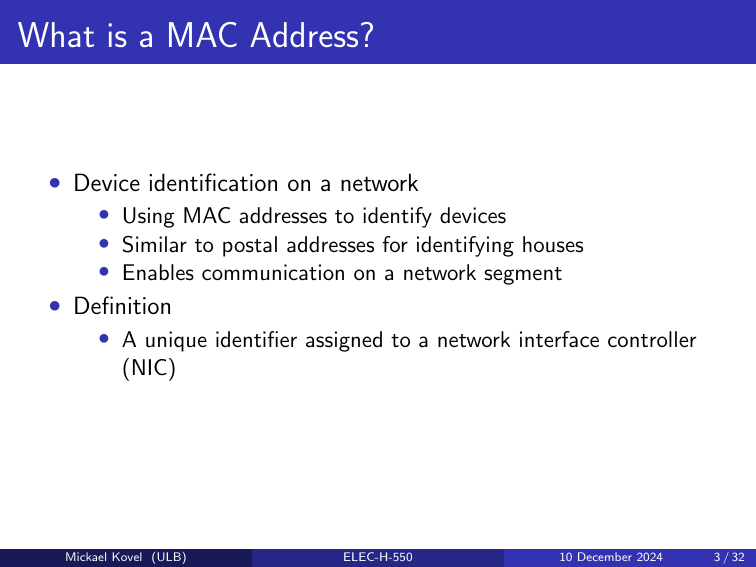 What is a MAC Address?
• Device identification on a network
• Using MAC addresses to identify devices
• Similar to postal addresses for identifying houses
• Enables communication on a network segment
• Definition
• A unique identifier assigned to a network interface controller
(NIC)
Mickael Kovel (ULB) ELEC-H-550 10 December 2024 3 / 32